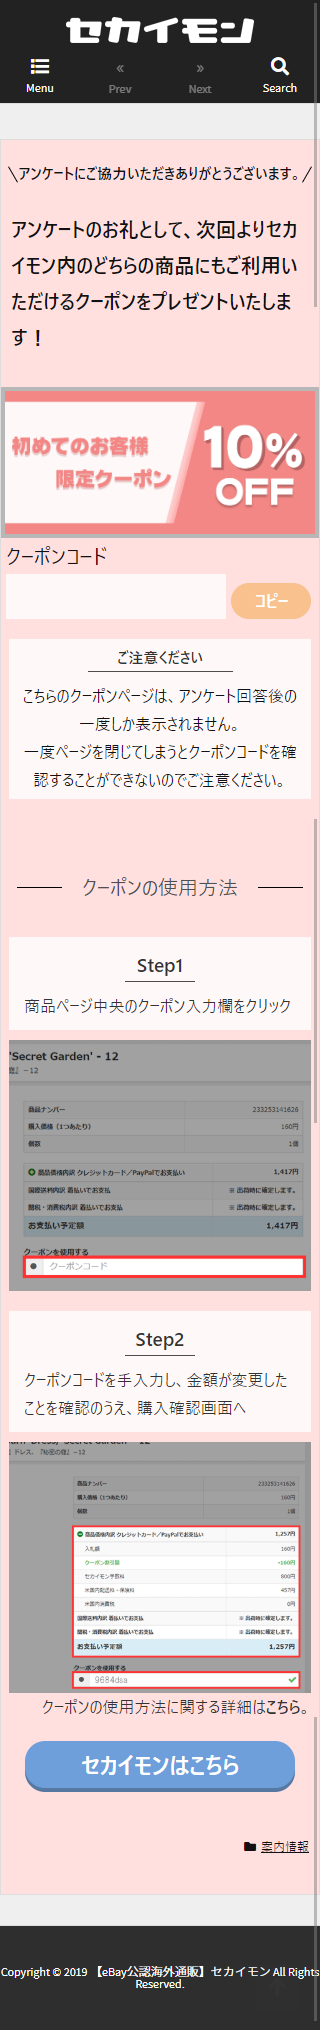 セカイモン
Menu
«
Prev
»
Next
Search
\アンケートにご協力いただきありがとうございます。/
アンケートのお礼として、次回よりセカ
イモン内のどちらの商品にもご利用い
ただけるクーポンをプレゼントいたしま
す！
初めてのお客様
限定クーポン
10%
OFF
クーポンコード
コピー
ご注意ください
こちらのクーポンページは、アンケート回答後の
一度しか表示されません。
一度ページを閉じてしまうとクーポンコードを確
認することができないのでご注意ください。
クーポンの使用方法
Step1
商品ページ中央のクーポン入力欄をクリック
'Secret Garden' - 12
商品ナンバー 233253141626
購入価格（1つあたり） 160円
個数 1個
商品価格内訳 クレジットカード／PayPalでお支払い 1,417円
国際送料内訳 着払いでお支払 ※ 出荷時に確定します。
関税・消費税内訳 着払いでお支払 ※ 出荷時に確定します。
お支払い予定額 1,417円
クーポンを使用する
クーポンコード
Step2
クーポンコードを手入力し、金額が変更した
ことを確認のうえ、購入確認画面へ
商品ナンバー 233253141626
購入価格（1つあたり） 160円
個数 1個
商品価格内訳 クレジットカード／PayPalでお支払い 1,257円
入札額 160円
クーポン割引額 -160円
セカイモン手数料 800円
米国内配送料・保険料 457円
米国内消費税 0円
国際送料内訳 着払いでお支払 ※ 出荷時に確定します。
関税・消費税内訳 着払いでお支払 ※ 出荷時に確定します。
お支払い予定額 1,257円
クーポンを使用する
9684dsa
クーポンの使用方法に関する詳細はこちら。
セカイモンはこちら
案内情報
Copyright © 2019 【eBay公認海外通販】セカイモン All Rights
Reserved.